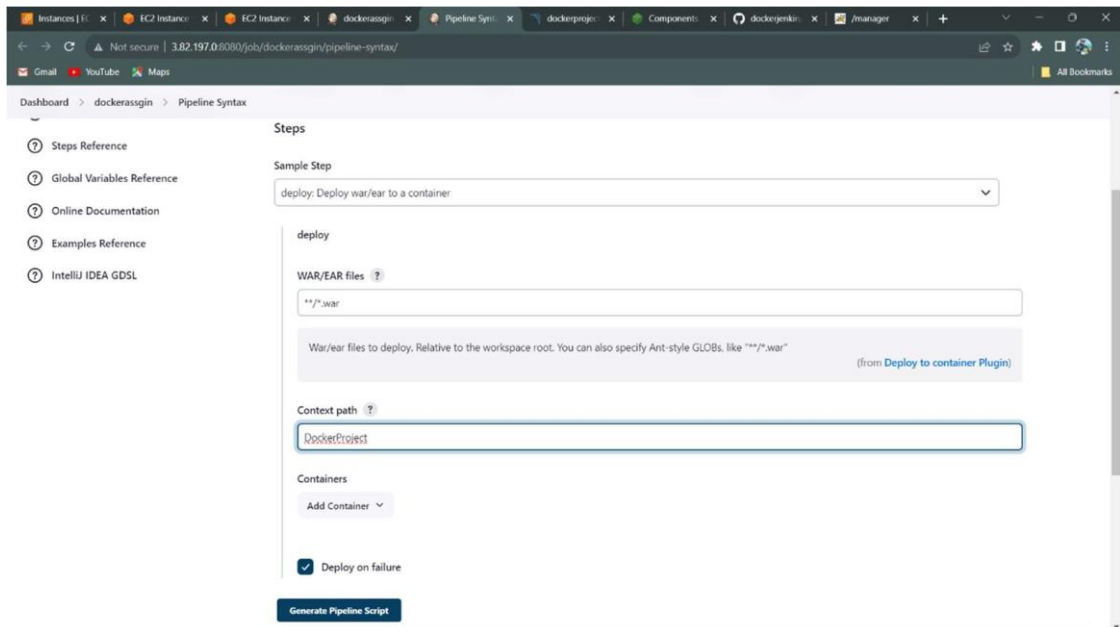 Instances | EC
EC2 Instance
EC2 Instance
dockerassgin
Pipeline Synt
dockerproject
Components
dockerjenkin
/manager
Not secure | 3.82.197.0:8080/job/dockerassgin/pipeline-syntax/
Gmail
YouTube
Maps
All Bookmarks
Dashboard > dockerassgin > Pipeline Syntax
Steps Reference
Global Variables Reference
Online Documentation
Examples Reference
IntelliJ IDEA GDSL
Steps
Sample Step
deploy: Deploy war/ear to a container
deploy
WAR/EAR files ?
**/*.war
War/ear files to deploy. Relative to the workspace root. You can also specify Ant-style GLOBs, like "**/*.war"
(from Deploy to container Plugin)
Context path ?
DockerProject
Containers
Add Container
Deploy on failure
Generate Pipeline Script